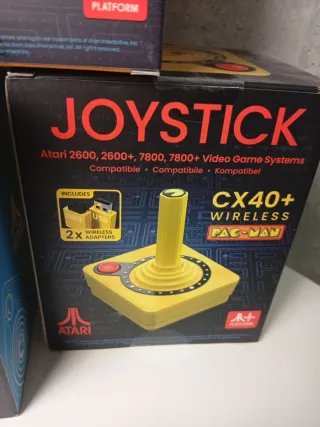 PLATFORM
JOYSTICK
Atari 2600, 2600+, 7800, 7800+ Video Game Systems
Compatible • Compatibile • Kompatibel
INCLUDES
2x WIRELESS
ADAPTERS
CX40+
WIRELESS
PAC-MAN
ATARI